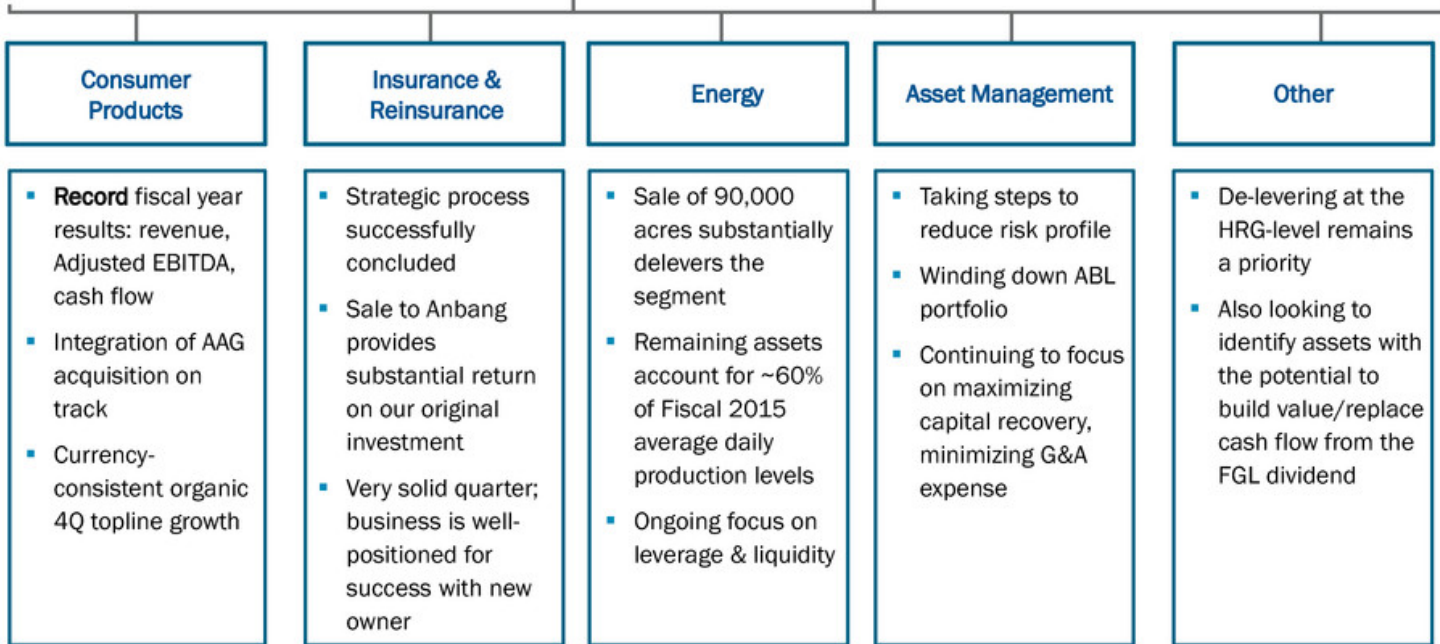 Consumer
Products
Record fiscal year
results: revenue,
Adjusted EBITDA,
cash flow
Integration of AAG
acquisition on
track
Currency-
consistent organic
4Q topline growth
Insurance &
Reinsurance
Strategic process
successfully
concluded
Sale to Anbang
provides
substantial return
on our original
investment
Very solid quarter;
business is well-
positioned for
success with new
owner
Energy
Sale of 90,000
acres substantially
delevers the
segment
Remaining assets
account for ~60%
of Fiscal 2015
average daily
production levels
Ongoing focus on
leverage & liquidity
Asset Management
Taking steps to
reduce risk profile
Winding down ABL
portfolio
Continuing to focus
on maximizing
capital recovery,
minimizing G&A
expense
Other
De-levering at the
HRG-level remains
a priority
Also looking to
identify assets with
the potential to
build value/replace
cash flow from the
FGL dividend